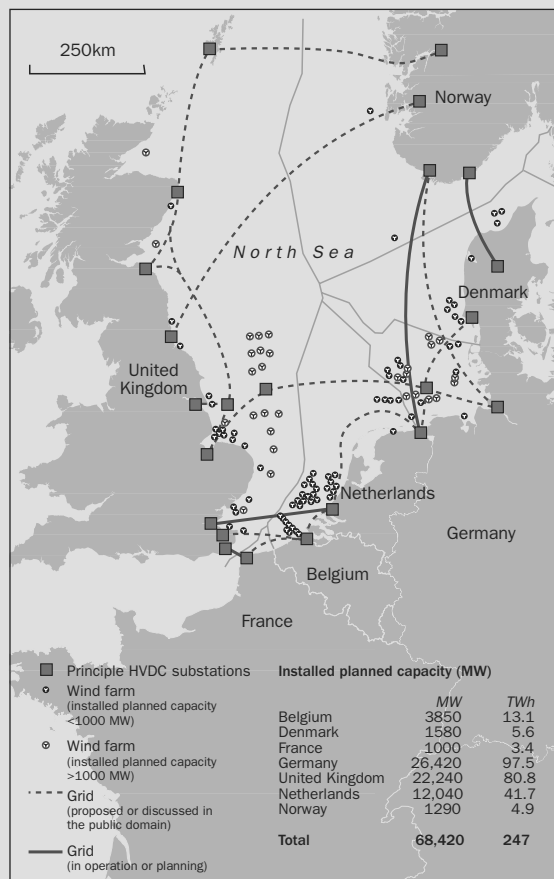 250km
Norway
North Sea
Denmark
United
Kingdom
Netherlands
Germany
Belgium
France
Principle HVDC substations
Wind farm
(installed planned capacity
<1000 MW)
Wind farm
(installed planned capacity
>1000 MW)
Grid
(proposed or discussed in
the public domain)
Grid
(in operation or planning)
Installed planned capacity (MW)
MW TWh
Belgium 3850 13.1
Denmark 1580 5.6
France 1000 3.4
Germany 26,420 97.5
United Kingdom 22,240 80.8
Netherlands 12,040 41.7
Norway 1290 4.9
Total 68,420 247